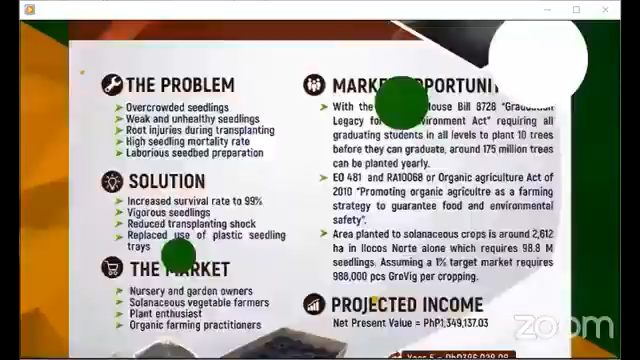 THE PROBLEM
Overcrowded seedlings
Weak and unhealthy seedlings
Root injuries during transplanting
High seedling mortality rate
Laborious seedbed preparation
SOLUTION
Increased survival rate to 99%
Vigorous seedlings
Reduced transplanting shock
Replaced use of plastic seedling
trays
THE MARKET
Nursery and garden owners
Solanaceous vegetable farmers
Plant enthusiast
Organic farming practitioners
MARKET OPPORTUNI
With the House Bill 8728 "Graduation
Legacy for Environment Act" requiring all
graduating students in all levels to plant 10 trees
before they can graduate, around 175 million trees
can be planted yearly.
EO 481 and RA10068 or Organic agriculture Act of
2010 "Promoting organic agricultre as a farming
strategy to guarantee food and environmental
safety".
Area planted to solanaceous crops is around 2,612
ha in Ilocos Norte alone which requires 98.8 M
seedlings. Assuming a 1% target market requires
988,000 pcs GroVig per cropping.
PROJECTED INCOME
Net Present Value = PhP1,349,137.03
zoom